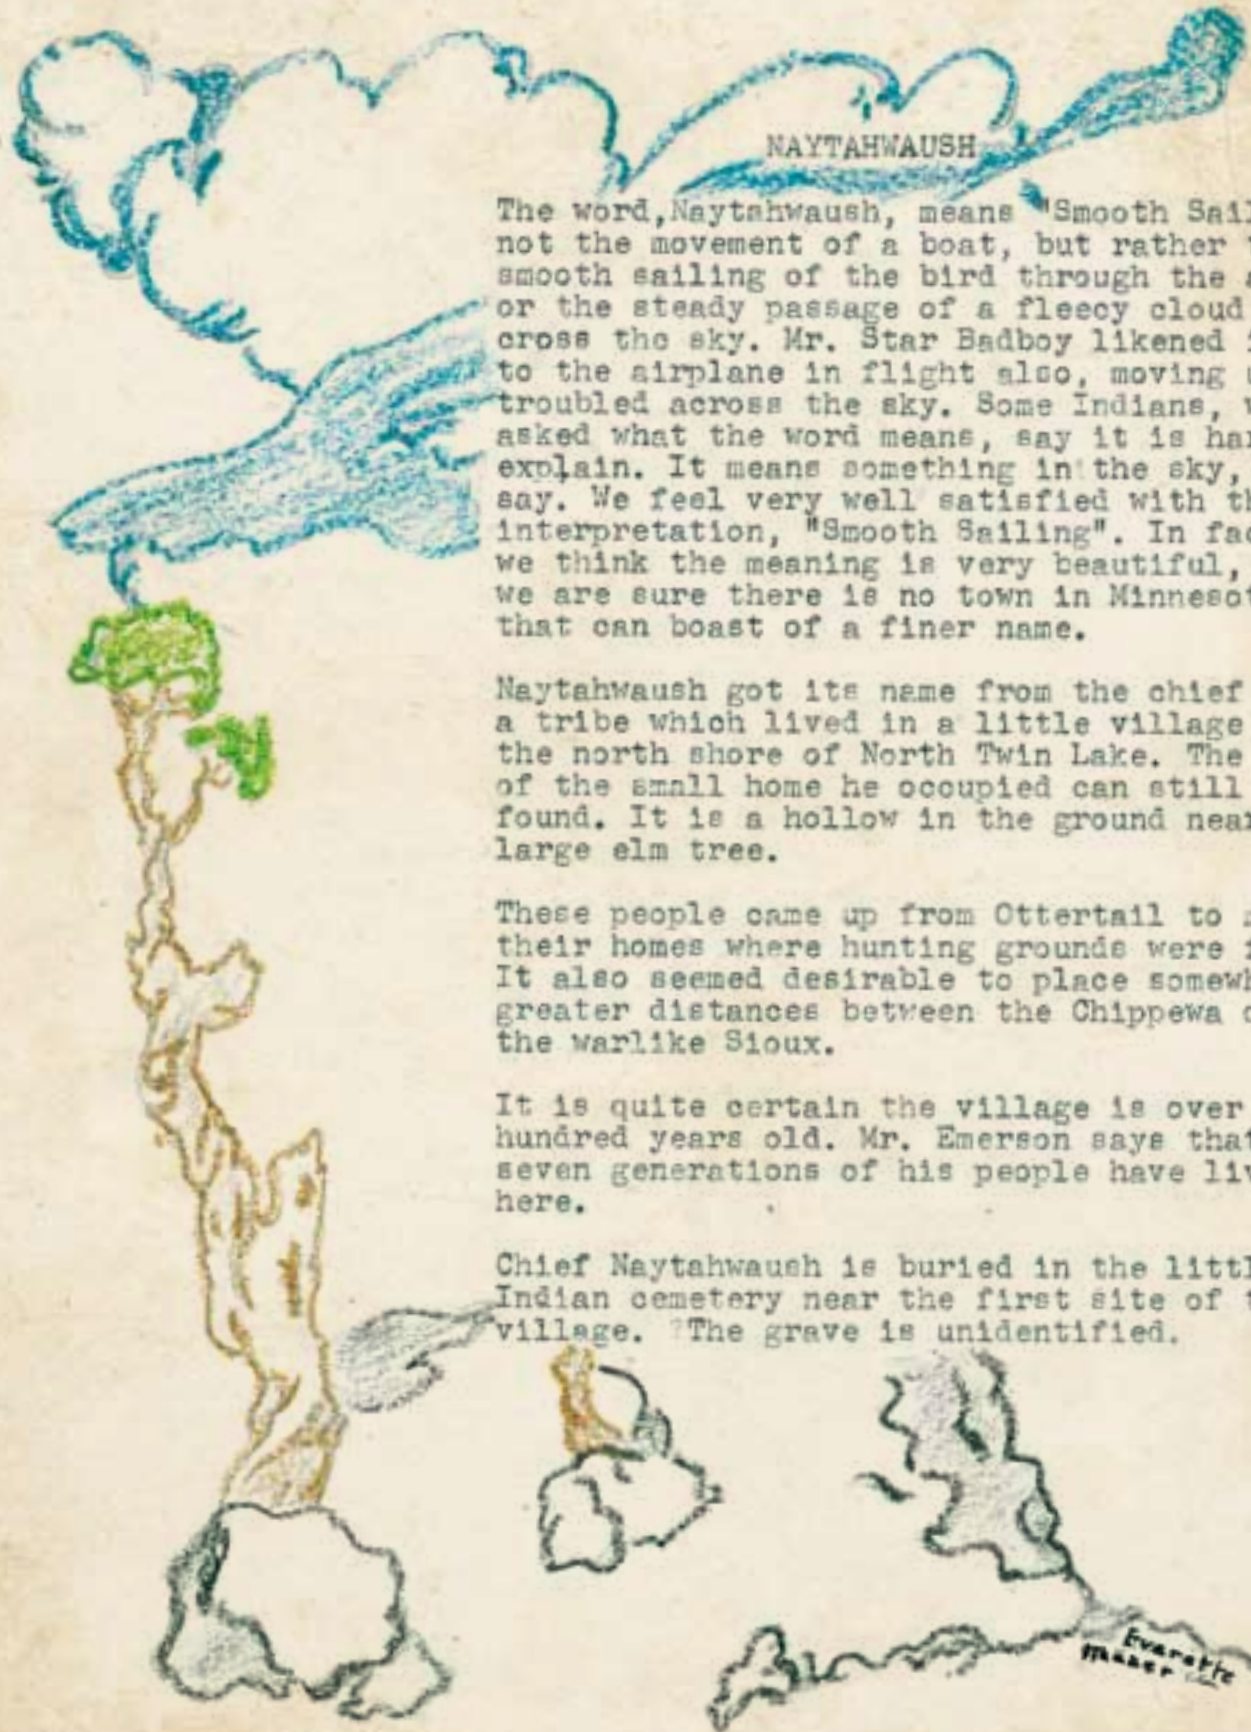 NAYTAHWAUSH
The word, Naytahwaush, means "Smooth Sail
not the movement of a boat, but rather
smooth sailing of the bird through the a
or the steady passage of a fleecy cloud
cross the sky. Mr. Star Badboy likened i
to the airplane in flight also, moving u
troubled across the sky. Some Indians, w
asked what the word means, say it is har
explain. It means something in the sky,
say. We feel very well satisfied with th
interpretation, "Smooth Sailing". In fac
we think the meaning is very beautiful,
we are sure there is no town in Minnesot
that can boast of a finer name.
Naytahwaush got its name from the chief
a tribe which lived in a little village
the north shore of North Twin Lake. The
of the small home he occupied can still
found. It is a hollow in the ground near
large elm tree.
These people came up from Ottertail to
their homes where hunting grounds were
It also seemed desirable to place somewh
greater distances between the Chippewa
the warlike Sioux.
It is quite certain the village is over
hundred years old. Mr. Emerson says that
seven generations of his people have liv
here.
Chief Naytahwaush is buried in the littl
Indian cemetery near the first site of t
village. The grave is unidentified.
Evarette